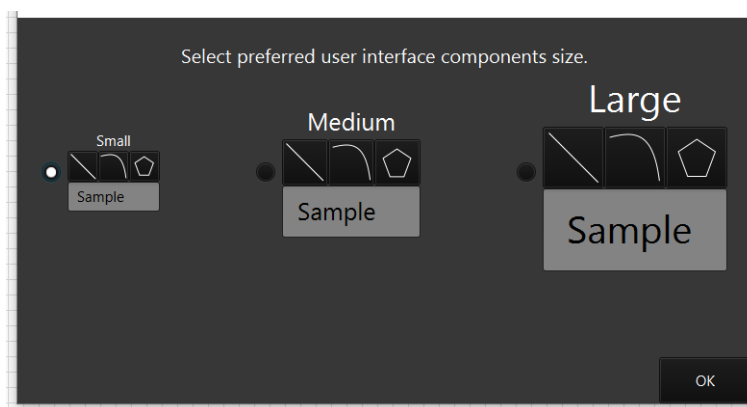 Select preferred user interface components size.
Small
Sample
Medium
Sample
Large
Sample
OK